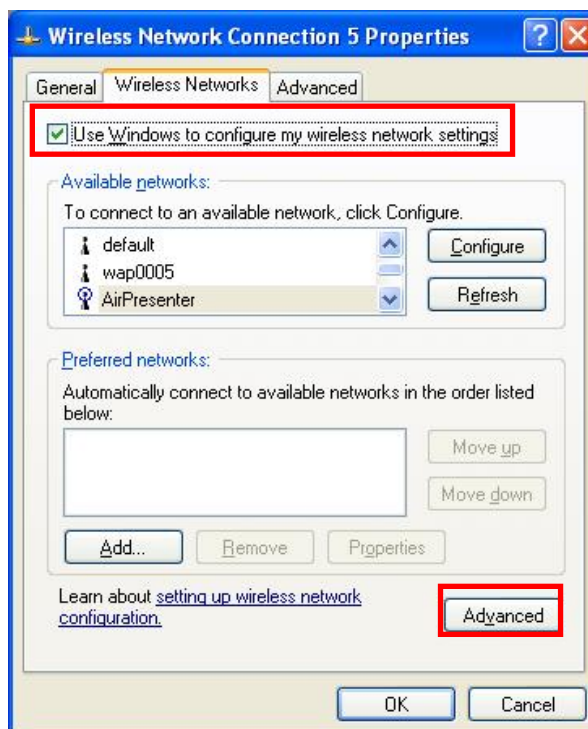 Wireless Network Connection 5 Properties
General Wireless Networks Advanced
Use Windows to configure my wireless network settings
Available networks:
To connect to an available network, click Configure.
default
wap0005
AirPresenter
Configure
Refresh
Preferred networks:
Automatically connect to available networks in the order listed
below:
Move up
Move down
Add... Remove Properties
Learn about setting up wireless network
configuration.
Advanced
OK Cancel